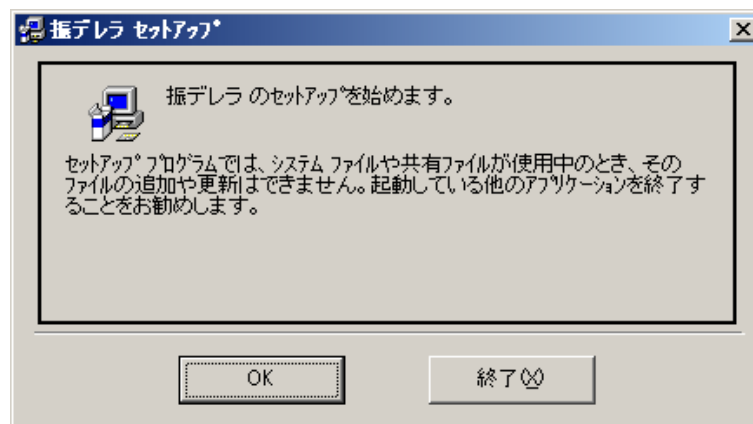 振デレラ ｾｯﾄｱｯﾌﾟ
振デレラ のｾｯﾄｱｯﾌﾟを始めます。
ｾｯﾄｱｯﾌﾟ ﾌﾟﾛｸﾞﾗﾑでは、ｼｽﾃﾑ ﾌｧｲﾙや共有ﾌｧｲﾙが使用中のとき、その
ﾌｧｲﾙの追加や更新はできません。起動している他のｱﾌﾟﾘｹｰｼｮﾝを終了す
ることをお勧めします。
OK
終了(X)